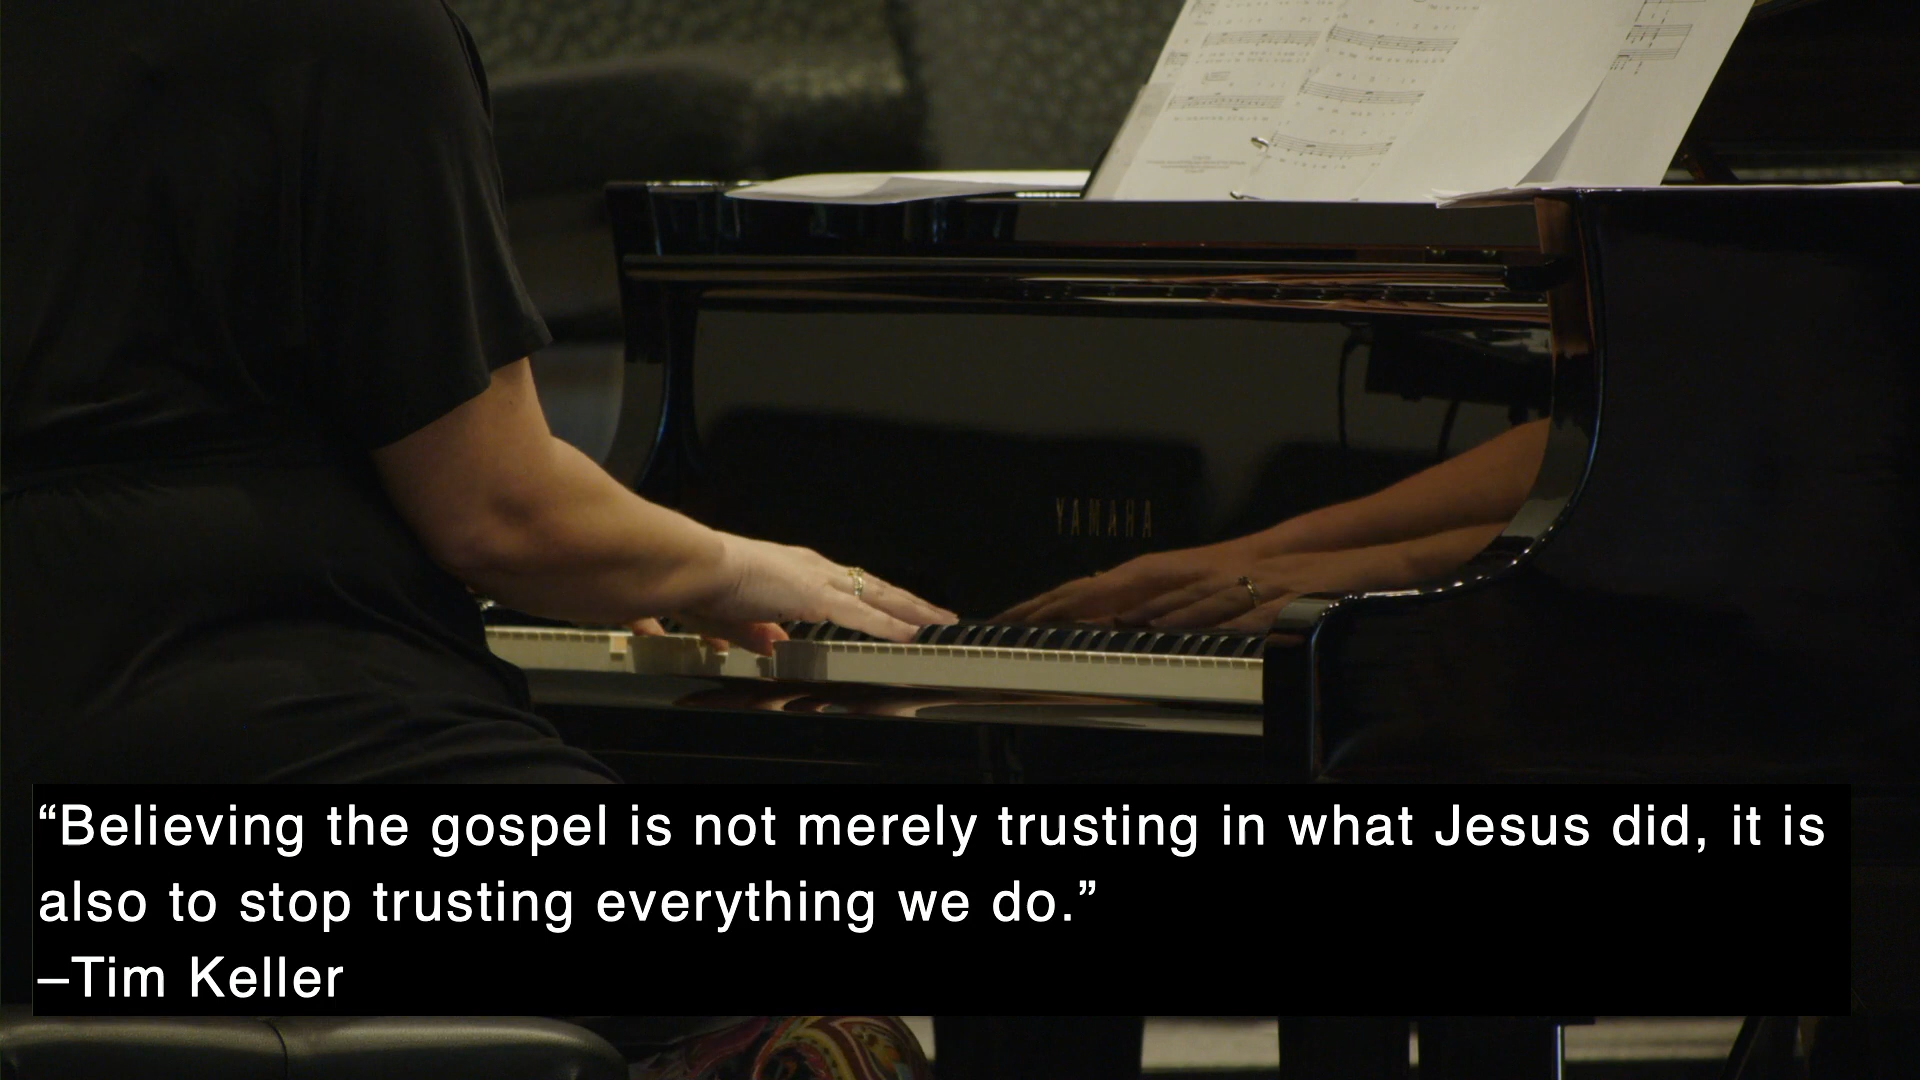 YAMAHA
“Believing the gospel is not merely trusting in what Jesus did, it is
also to stop trusting everything we do.”
–Tim Keller